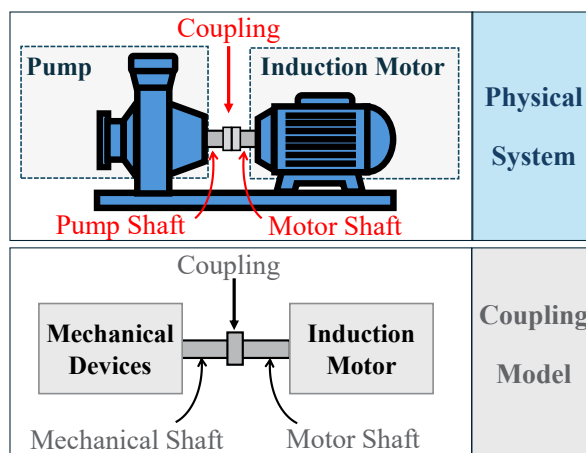 Coupling
Pump
Induction Motor
Pump Shaft
Motor Shaft
Physical
System
Coupling
Mechanical
Devices
Induction
Motor
Mechanical Shaft
Motor Shaft
Coupling
Model